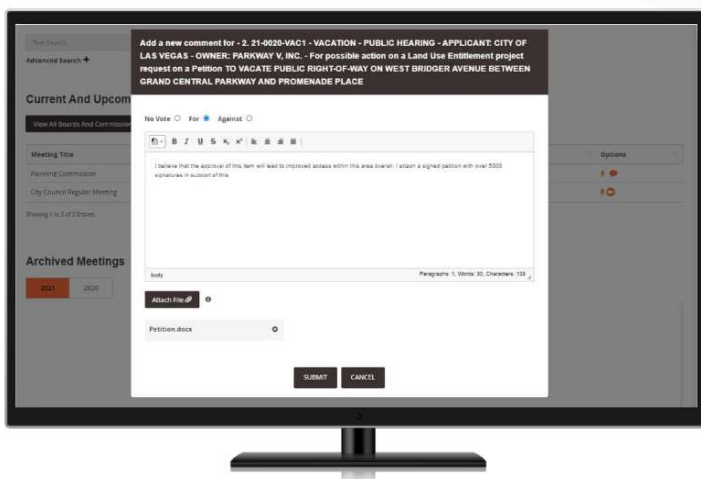 Text Search
Advanced Search +
Current And Upcom
View All Boards And Commission
Meeting Title
Planning Commission
City Council Regular Meeting
Showing 1 to 2 of 2 Entries
Archived Meetings
2021 2020
Add a new comment for - 2. 21-0020-VAC1 - VACATION - PUBLIC HEARING - APPLICANT: CITY OF
LAS VEGAS - OWNER: PARKWAY V, INC. - For possible action on a Land Use Entitlement project
request on a Petition TO VACATE PUBLIC RIGHT-OF-WAY ON WEST BRIDGER AVENUE BETWEEN
GRAND CENTRAL PARKWAY AND PROMENADE PLACE
No Vote For Against
B I U S x₂ x²
I believe that the approval of this item will lead to improved access within this area overall. I attach a signed petition with over 5000
signatures in support of this.
body Paragraphs: 1, Words: 30, Characters: 138
Attach File
Petition.docx
SUBMIT CANCEL
Options